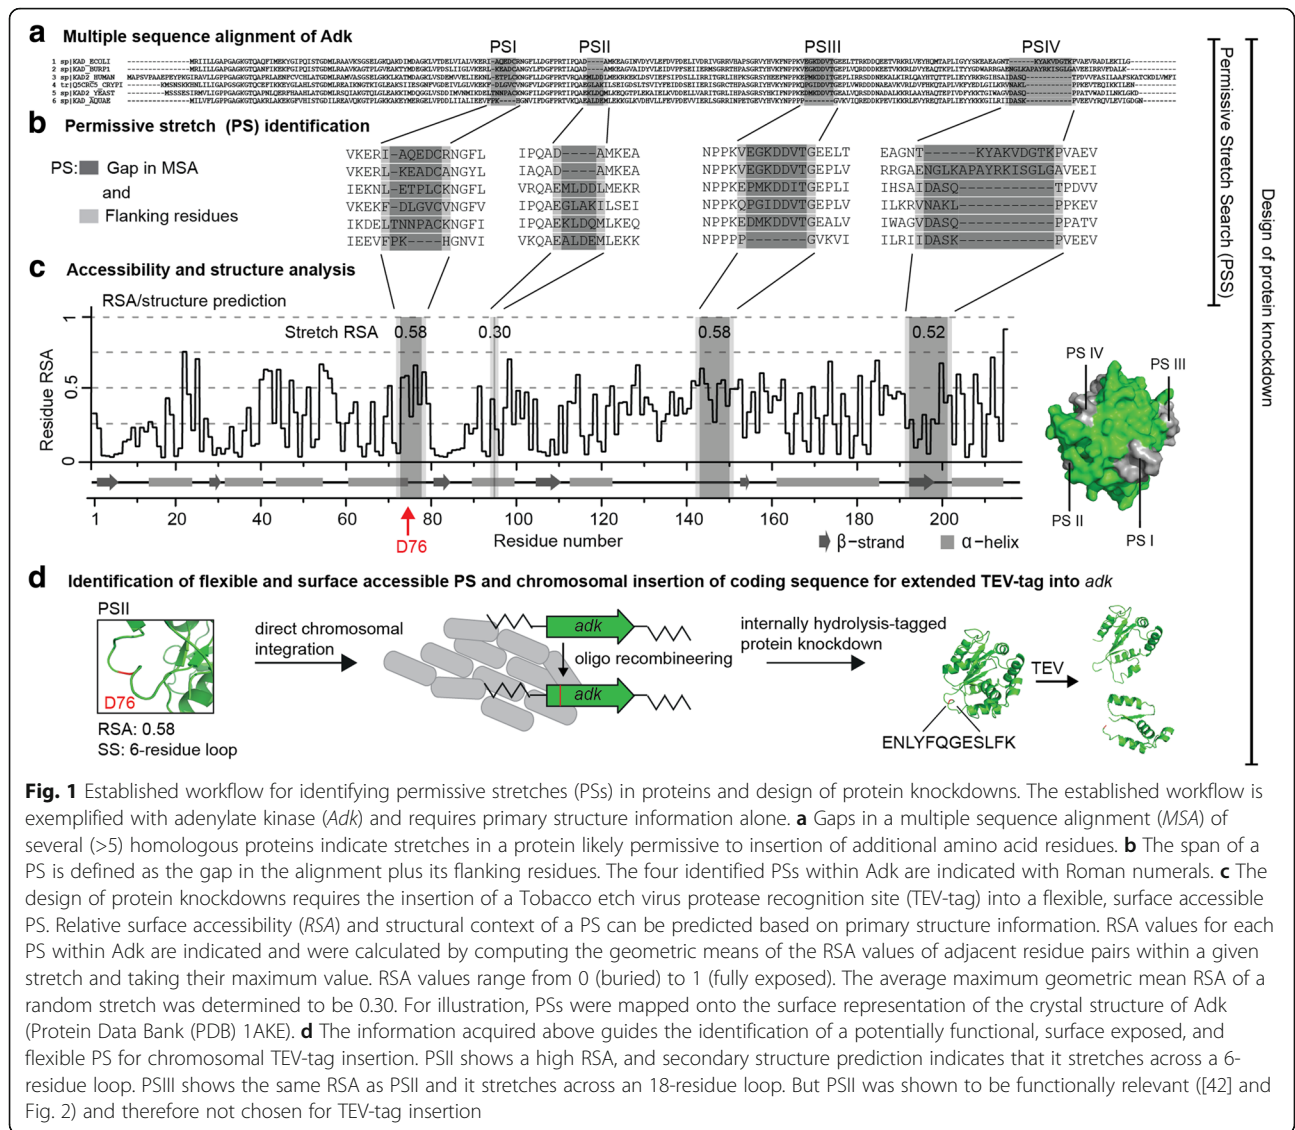 a Multiple sequence alignment of Adk
PSI PSII PSIII PSIV
1 sp|KAD_ECOLI
2 sp|KAD_BURP1
3 sp|KAD2_HUMAN
4 tr|Q5CRC5_CRYPI
5 sp|KAD2_YEAST
6 sp|KAD_AQUAE
b Permissive stretch (PS) identification
PS: Gap in MSA
and
Flanking residues
VKERI-AQEDCRNGFL IPQAD----AMKEA NPPKVEGKDDVTGEELT EAGNT------KYAKVDGTKPVAEV
VKERL-KEADCANGYL IAQAD----AMKEA RRGAENGLKAPAYRKISGLGAVEEI
IEKNL-ETPLCKNGFL VRQAEMLDDLMEKR NPPKEPMKDDITGEPLI IHSAIDASQ------------TPDVV
VKEKF-DLGVCVNGFV IPQAEGLAKILSEI NPPKQPGIDDVTGEPLV ILKRVNAKL------------PPKEV
IKDELTNNPACKNGFI IPQAEKLDQMLKEQ NPPKEDMKDDVTGEALV IWAGVDASQ------------PPATV
IEEVFPK----HGNVI VKQAEALDEMLEKK NPPPP------GVKVI ILRIIDASK------------PVEEV
Permissive Stretch Search (PSS)
Design of protein knockdown
c Accessibility and structure analysis
RSA/structure prediction
Stretch RSA 0.58 0.30 0.58 0.52
Residue RSA
1
0.5
0
1 20 40 60 80 100 120 140 160 180 200
D76
Residue number
β−strand α−helix
PS IV
PS III
PS II
PS I
d Identification of flexible and surface accessible PS and chromosomal insertion of coding sequence for extended TEV-tag into adk
PSII
D76
RSA: 0.58
SS: 6-residue loop
direct chromosomal
integration
adk
oligo recombineering
adk
internally hydrolysis-tagged
protein knockdown
TEV
ENLYFQGESLFK
Fig. 1 Established workflow for identifying permissive stretches (PSs) in proteins and design of protein knockdowns. The established workflow is
exemplified with adenylate kinase (Adk) and requires primary structure information alone. a Gaps in a multiple sequence alignment (MSA) of
several (>5) homologous proteins indicate stretches in a protein likely permissive to insertion of additional amino acid residues. b The span of a
PS is defined as the gap in the alignment plus its flanking residues. The four identified PSs within Adk are indicated with Roman numerals. c The
design of protein knockdowns requires the insertion of a Tobacco etch virus protease recognition site (TEV-tag) into a flexible, surface accessible
PS. Relative surface accessibility (RSA) and structural context of a PS can be predicted based on primary structure information. RSA values for each
PS within Adk are indicated and were calculated by computing the geometric means of the RSA values of adjacent residue pairs within a given
stretch and taking their maximum value. RSA values range from 0 (buried) to 1 (fully exposed). The average maximum geometric mean RSA of a
random stretch was determined to be 0.30. For illustration, PSs were mapped onto the surface representation of the crystal structure of Adk
(Protein Data Bank (PDB) 1AKE). d The information acquired above guides the identification of a potentially functional, surface exposed, and
flexible PS for chromosomal TEV-tag insertion. PSII shows a high RSA, and secondary structure prediction indicates that it stretches across a 6-
residue loop. PSIII shows the same RSA as PSII and it stretches across an 18-residue loop. But PSII was shown to be functionally relevant ([42] and
Fig. 2) and therefore not chosen for TEV-tag insertion